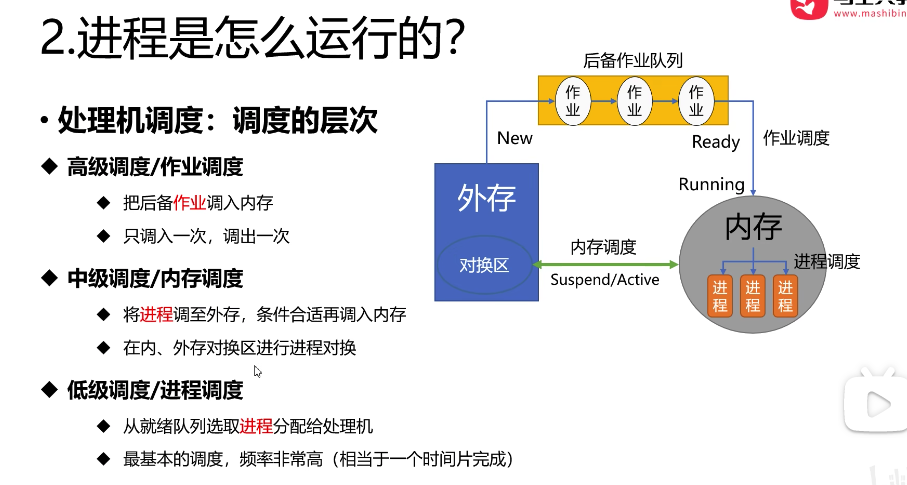 2.进程是怎么运行的？
www.mashibin
• 处理机调度：调度的层次
◆ 高级调度/作业调度
◆ 把后备作业调入内存
◆ 只调入一次，调出一次
◆ 中级调度/内存调度
◆ 将进程调至外存，条件合适再调入内存
◆ 在内、外存对换区进行进程对换
◆ 低级调度/进程调度
◆ 从就绪队列选取进程分配给处理机
◆ 最基本的调度，频率非常高（相当于一个时间片完成）
后备作业队列
作业
作业
作业
New
Ready
作业调度
Running
外存
内存
对换区
内存调度
Suspend/Active
进程调度
进程
进程
进程